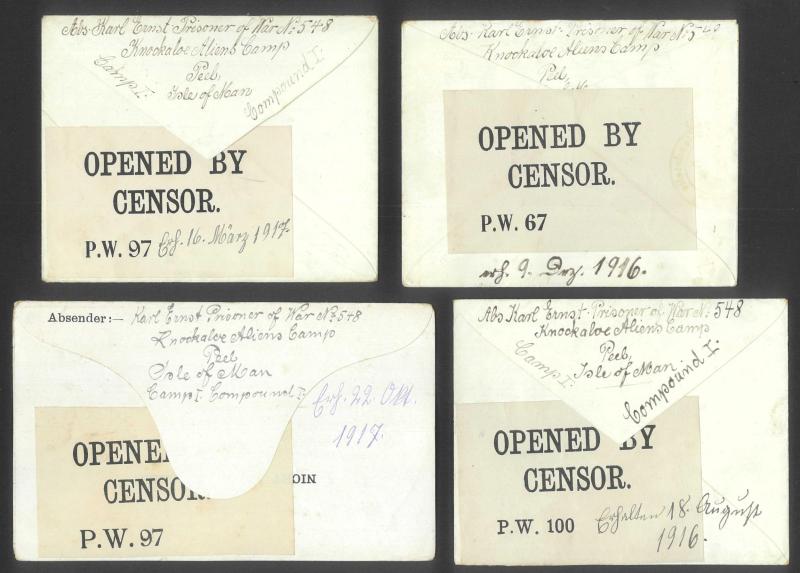 Abs. Karl Ernst Prisoner of War No: 548
Knockaloe Aliens Camp
Peel,
Isle of Man
Camp I.
Compound I.
OPENED BY
CENSOR.
P.W. 97
Erh. 16. März 1917.
Abs. Karl Ernst Prisoner of War No: 548
Knockaloe Aliens Camp
Peel,
OPENED BY
CENSOR.
P.W. 67
erh. 9. Dez. 1916.
Absender:— Karl Ernst Prisoner of War No: 548
Knockaloe Aliens Camp
Peel,
Isle of Man
Camp I. Compound I.
Erh. 22. Okt.
1917.
OPENE
CENSOR.
OIN
P.W. 97
Abs Karl Ernst Prisoner of War No: 548
Knockaloe Aliens Camp
Peel,
Isle of Man
Camp I.
Compound I.
OPENED BY
CENSOR.
P.W. 100
Erhalten 18. August
1916.